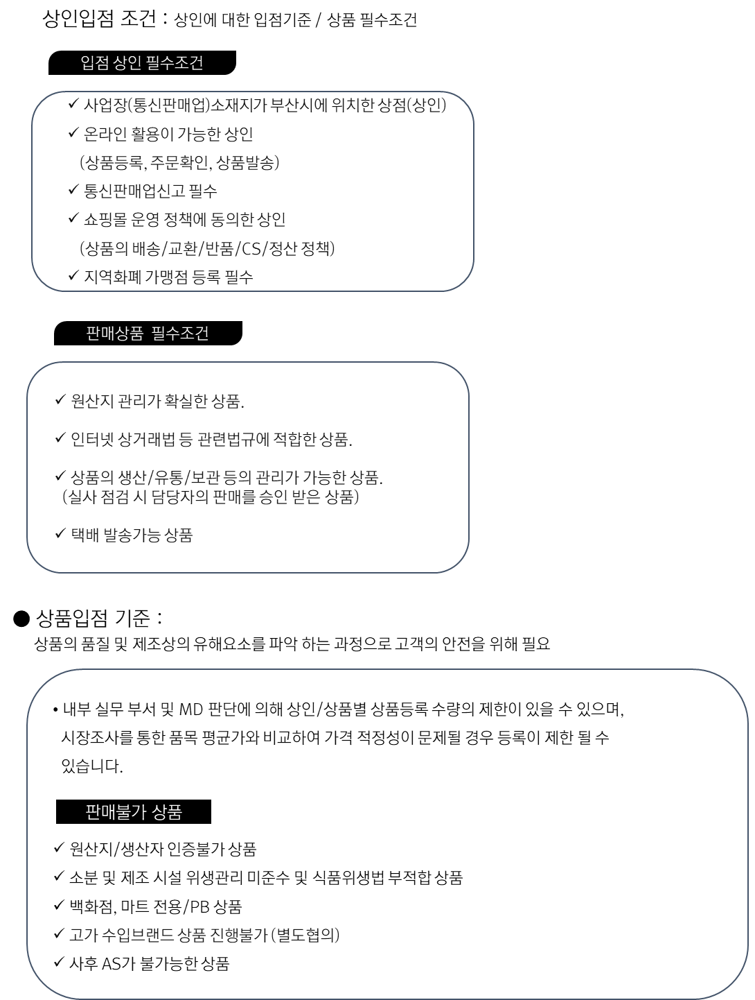 상인입점 조건 : 상인에 대한 입점기준 / 상품 필수조건
입점 상인 필수조건
✓ 사업장(통신판매업)소재지가 부산시에 위치한 상점(상인)
✓ 온라인 활용이 가능한 상인
(상품등록, 주문확인, 상품발송)
✓ 통신판매업신고 필수
✓ 쇼핑몰 운영 정책에 동의한 상인
(상품의 배송/교환/반품/CS/정산 정책)
✓ 지역화폐 가맹점 등록 필수
판매상품 필수조건
✓ 원산지 관리가 확실한 상품.
✓ 인터넷 상거래법 등 관련법규에 적합한 상품.
✓ 상품의 생산/유통/보관 등의 관리가 가능한 상품.
(실사 점검 시 담당자의 판매를 승인 받은 상품)
✓ 택배 발송가능 상품
● 상품입점 기준 :
상품의 품질 및 제조상의 유해요소를 파악 하는 과정으로 고객의 안전을 위해 필요
• 내부 실무 부서 및 MD 판단에 의해 상인/상품별 상품등록 수량의 제한이 있을 수 있으며,
시장조사를 통한 품목 평균가와 비교하여 가격 적정성이 문제될 경우 등록이 제한 될 수
있습니다.
판매불가 상품
✓ 원산지/생산자 인증불가 상품
✓ 소분 및 제조 시설 위생관리 미준수 및 식품위생법 부적합 상품
✓ 백화점, 마트 전용/PB 상품
✓ 고가 수입브랜드 상품 진행불가 (별도협의)
✓ 사후 AS가 불가능한 상품